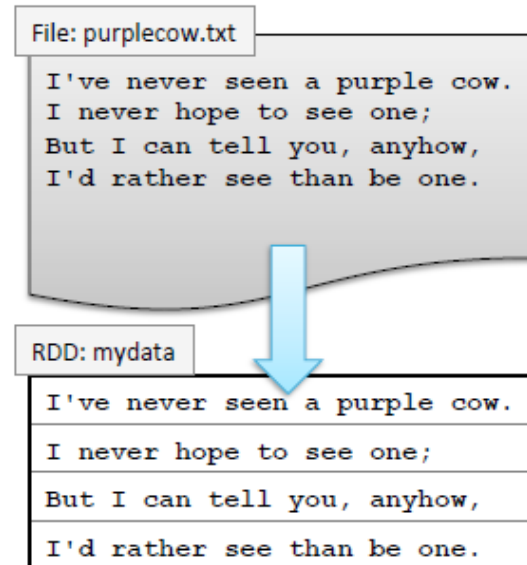 File: purplecow.txt
I've never seen a purple cow.
I never hope to see one;
But I can tell you, anyhow,
I'd rather see than be one.
RDD: mydata
I've never seen a purple cow.
I never hope to see one;
But I can tell you, anyhow,
I'd rather see than be one.